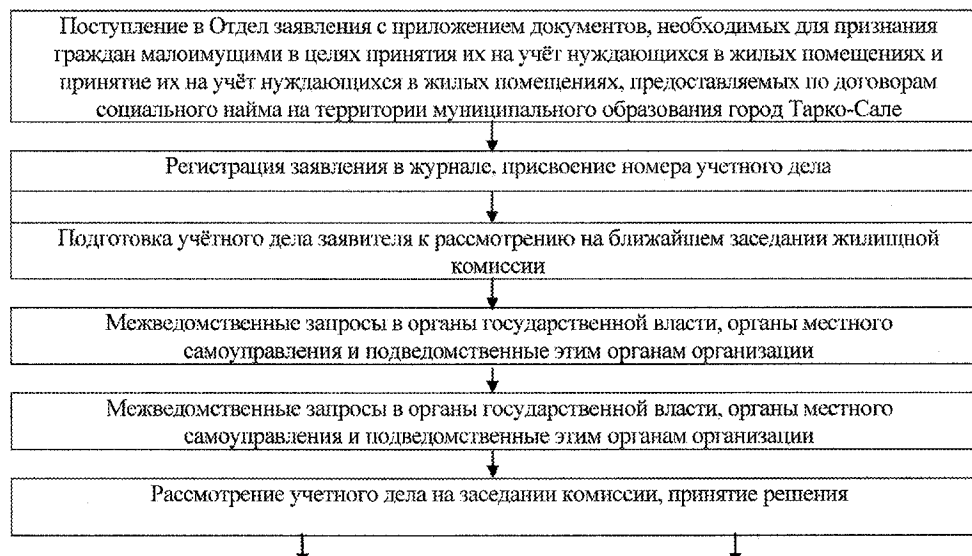 Поступление в Отдел заявления с приложением документов, необходимых для признания
граждан малоимущими в целях принятия их на учёт нуждающихся в жилых помещениях и
принятие их на учёт нуждающихся в жилых помещениях, предоставляемых по договорам
социального найма на территории муниципального образования город Тарко-Сале
Регистрация заявления в журнале, присвоение номера учетного дела
Подготовка учётного дела заявителя к рассмотрению на ближайшем заседании жилищной
комиссии
Межведомственные запросы в органы государственной власти, органы местного
самоуправления и подведомственные этим органам организации
Межведомственные запросы в органы государственной власти, органы местного
самоуправления и подведомственные этим органам организации
Рассмотрение учетного дела на заседании комиссии, принятие решения